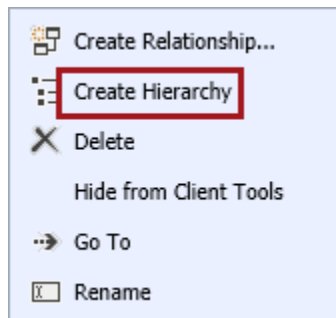 Create Relationship...
Create Hierarchy
Delete
Hide from Client Tools
Go To
Rename